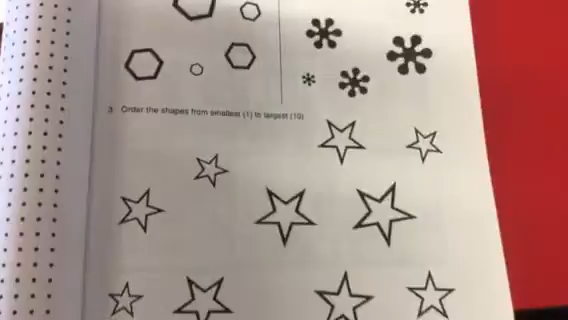 3 Order the shapes from smallest (1) to largest (10)